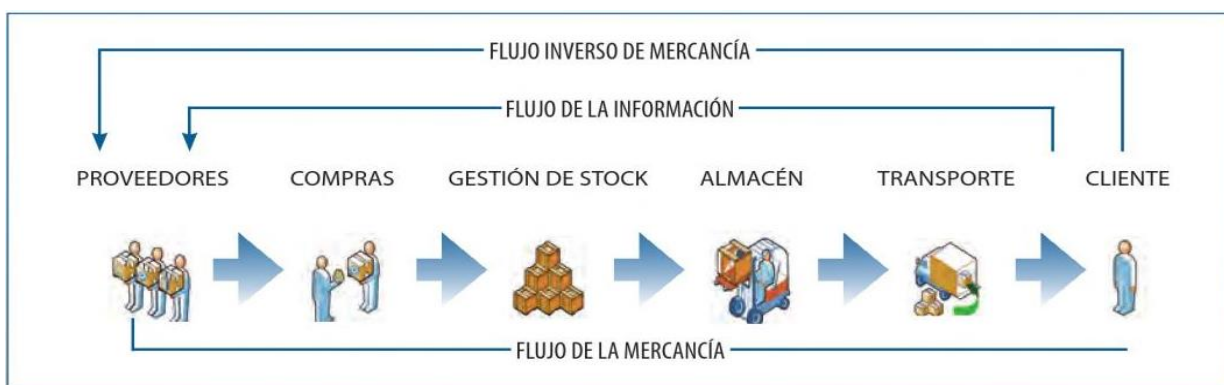 FLUJO INVERSO DE MERCANCÍA
FLUJO DE LA INFORMACIÓN
PROVEEDORES COMPRAS GESTIÓN DE STOCK ALMACÉN TRANSPORTE CLIENTE
FLUJO DE LA MERCANCÍA